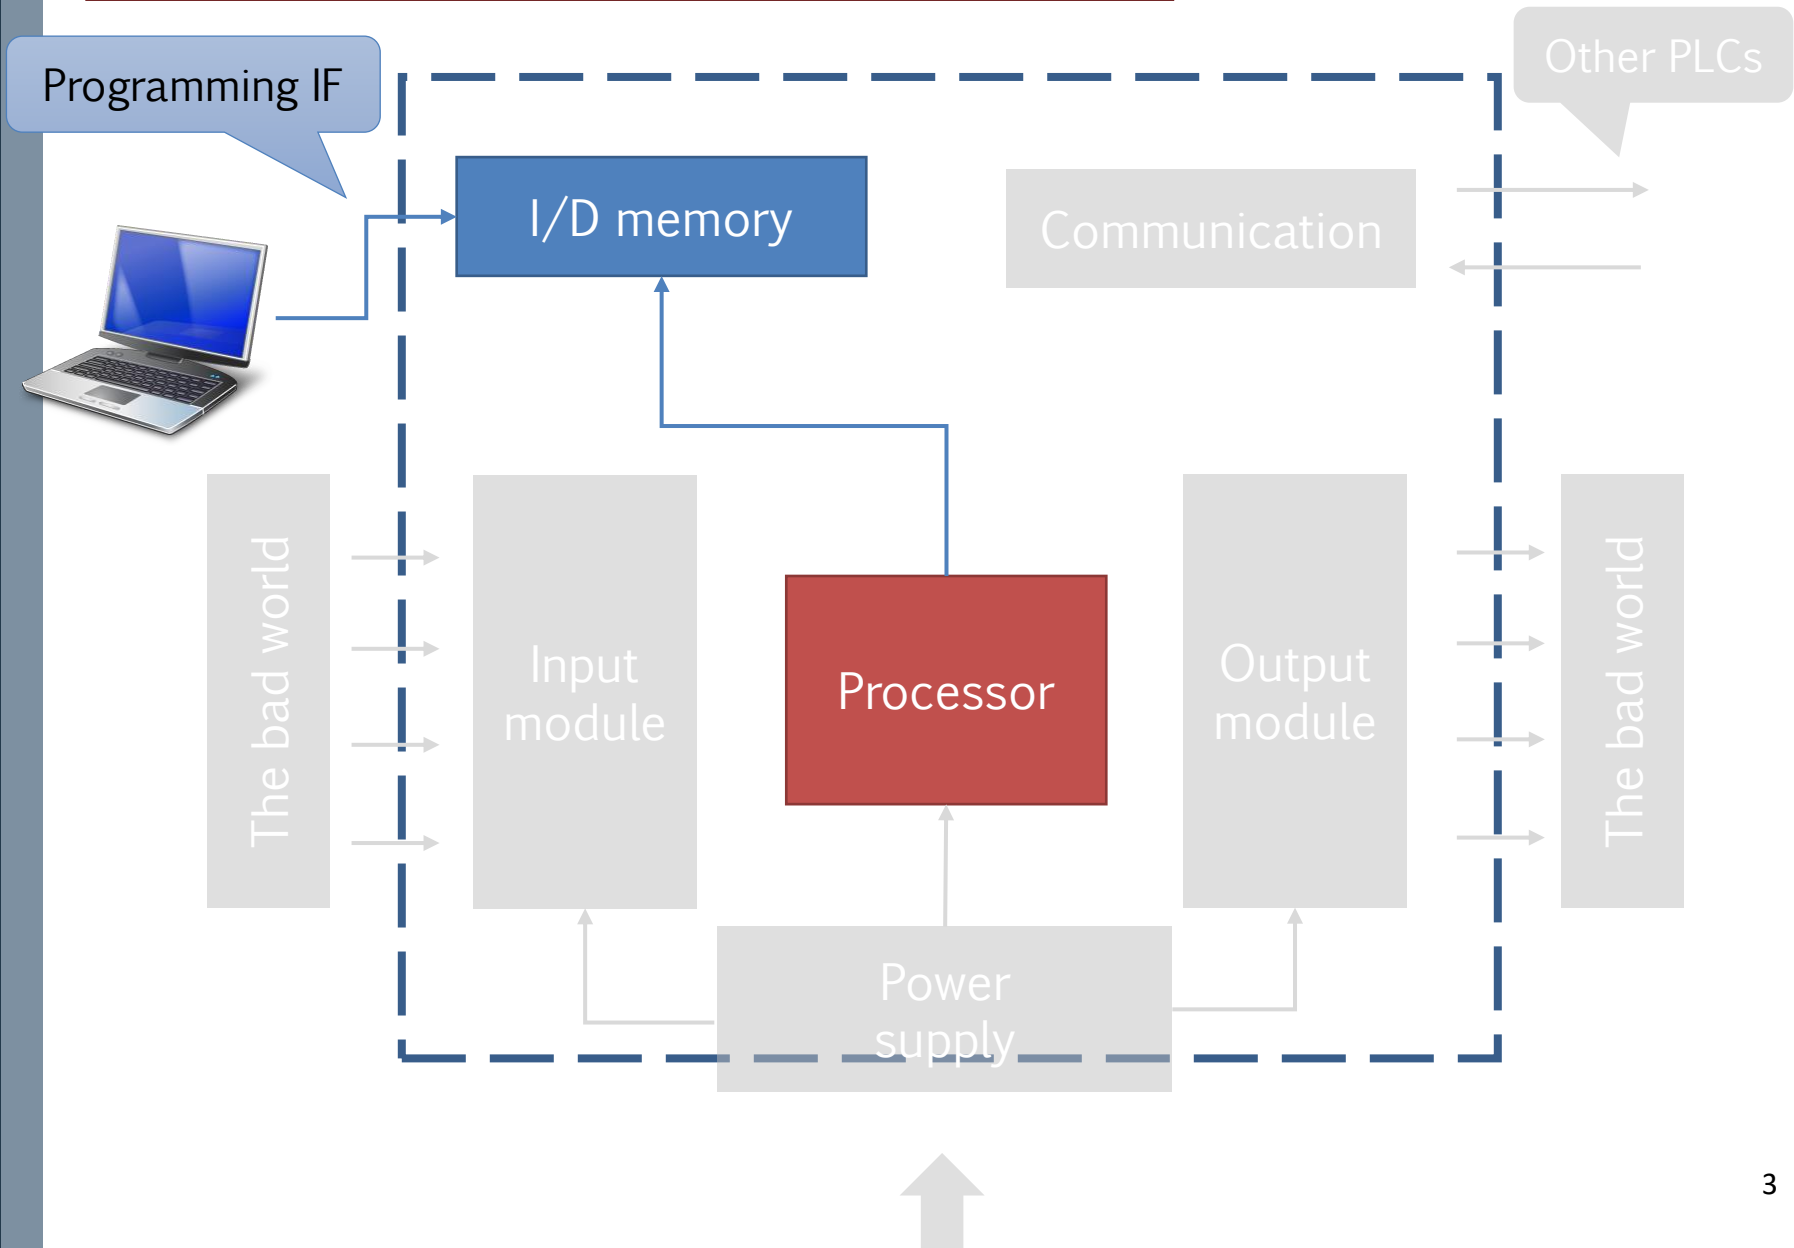 Programming IF
Other PLCs
I/D memory
Communication
The bad world
Input
module
Processor
Output
module
The bad world
Power
supply
3